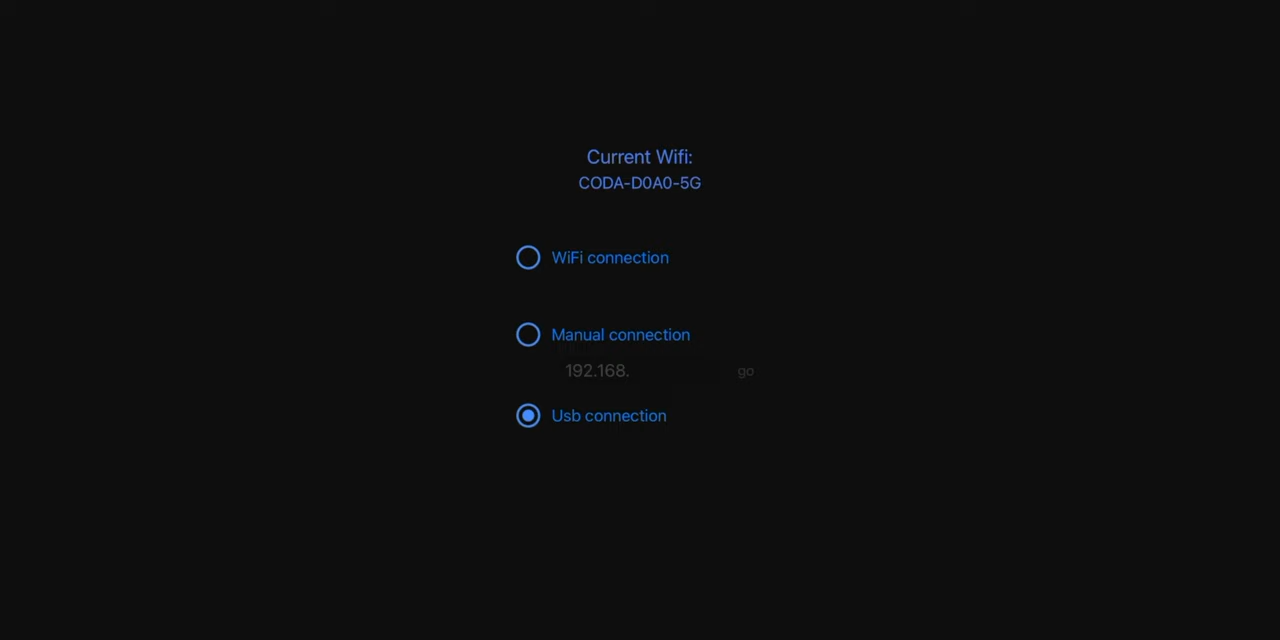 Current Wifi:
CODA-D0A0-5G
WiFi connection
Manual connection
192.168.
go
Usb connection